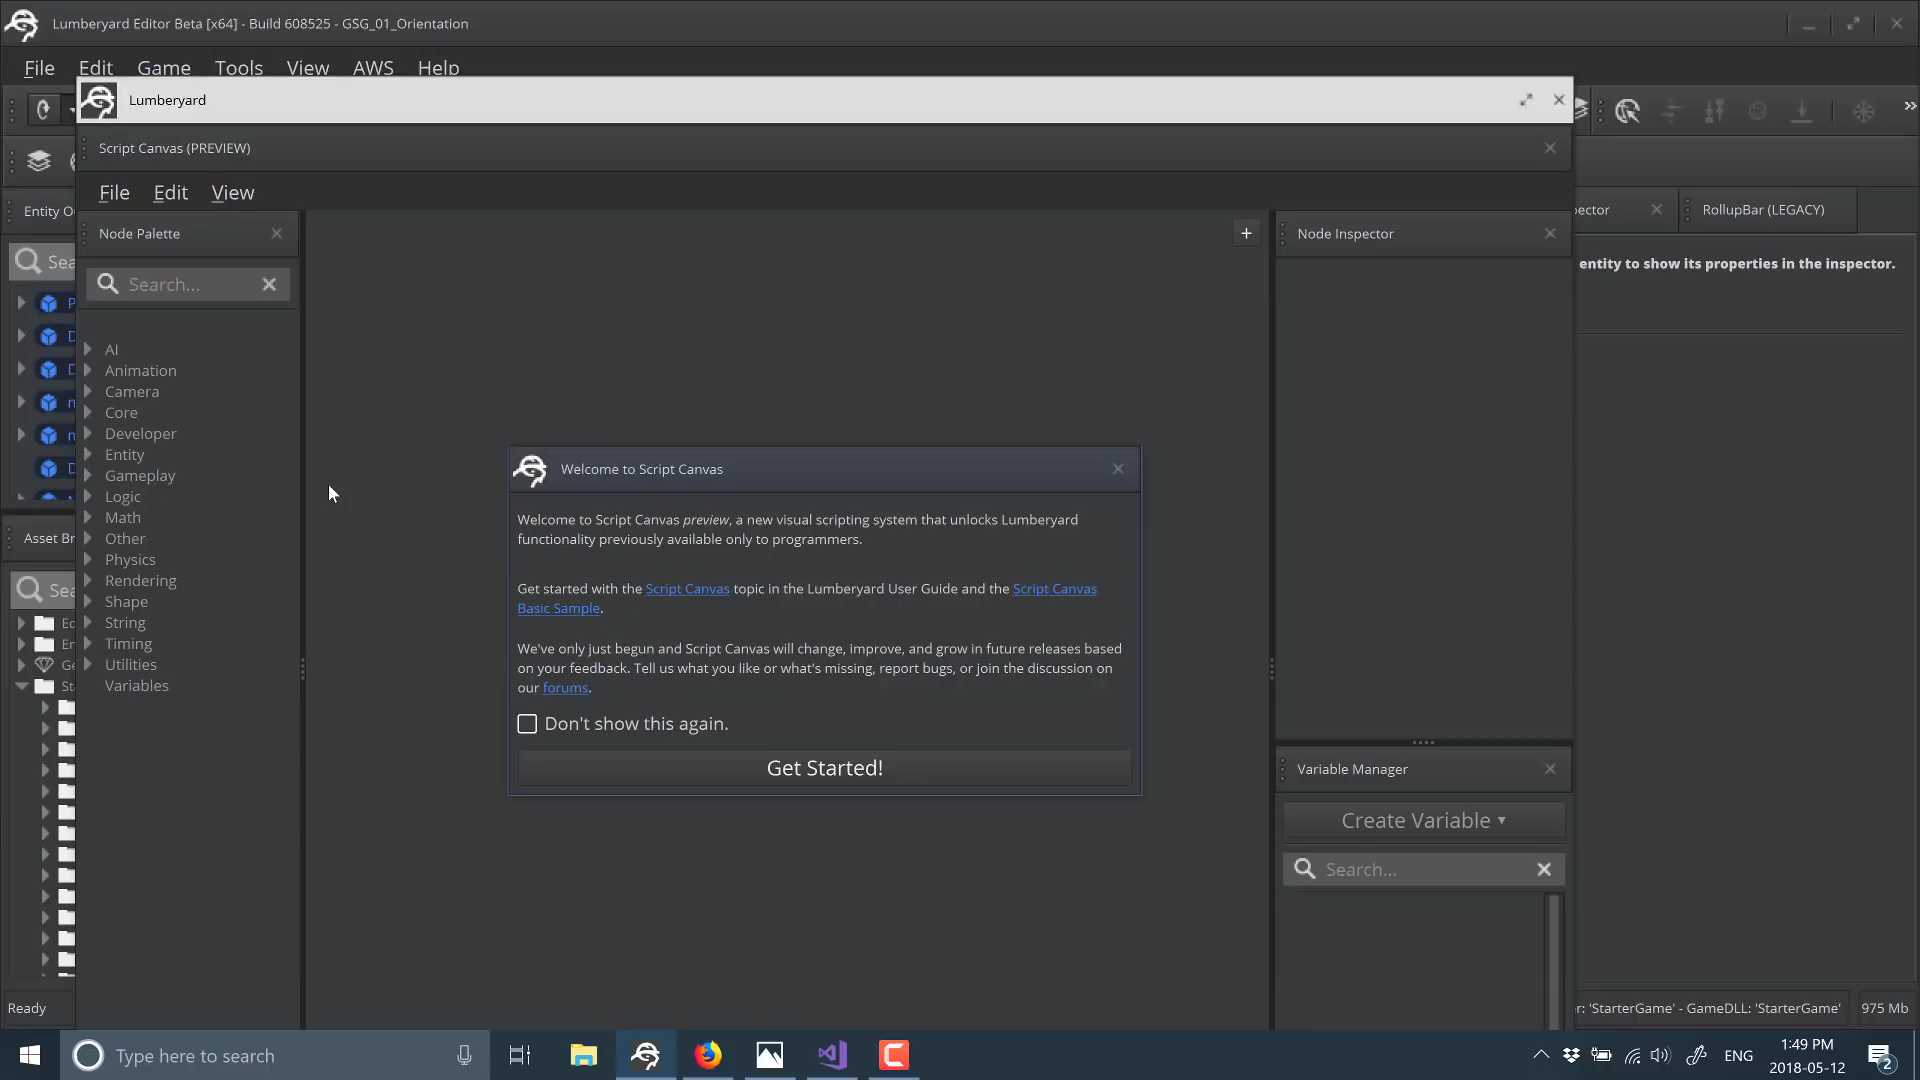 Lumberyard Editor Beta [x64] - Build 608525 - GSG_01_Orientation
File Edit Game Tools View AWS Help
Lumberyard
Script Canvas (PREVIEW)
File Edit View
Entity O
Node Palette
Node Inspector
pector
RollupBar (LEGACY)
Sea
Search...
entity to show its properties in the inspector.
P
D
D
n
n
D
AI
Animation
Camera
Core
Developer
Entity
Gameplay
Logic
Math
Other
Physics
Rendering
Shape
String
Timing
Utilities
Variables
Asset Br
Sea
Ec
Er
Ge
St
Welcome to Script Canvas
Welcome to Script Canvas preview, a new visual scripting system that unlocks Lumberyard
functionality previously available only to programmers.
Get started with the Script Canvas topic in the Lumberyard User Guide and the Script Canvas
Basic Sample.
We've only just begun and Script Canvas will change, improve, and grow in future releases based
on your feedback. Tell us what you like or what's missing, report bugs, or join the discussion on
our forums.
Don't show this again.
Get Started!
Variable Manager
Create Variable
Search...
Ready
r: 'StarterGame' - GameDLL: 'StarterGame'
975 Mb
Type here to search
ENG
1:49 PM
2018-05-12
2